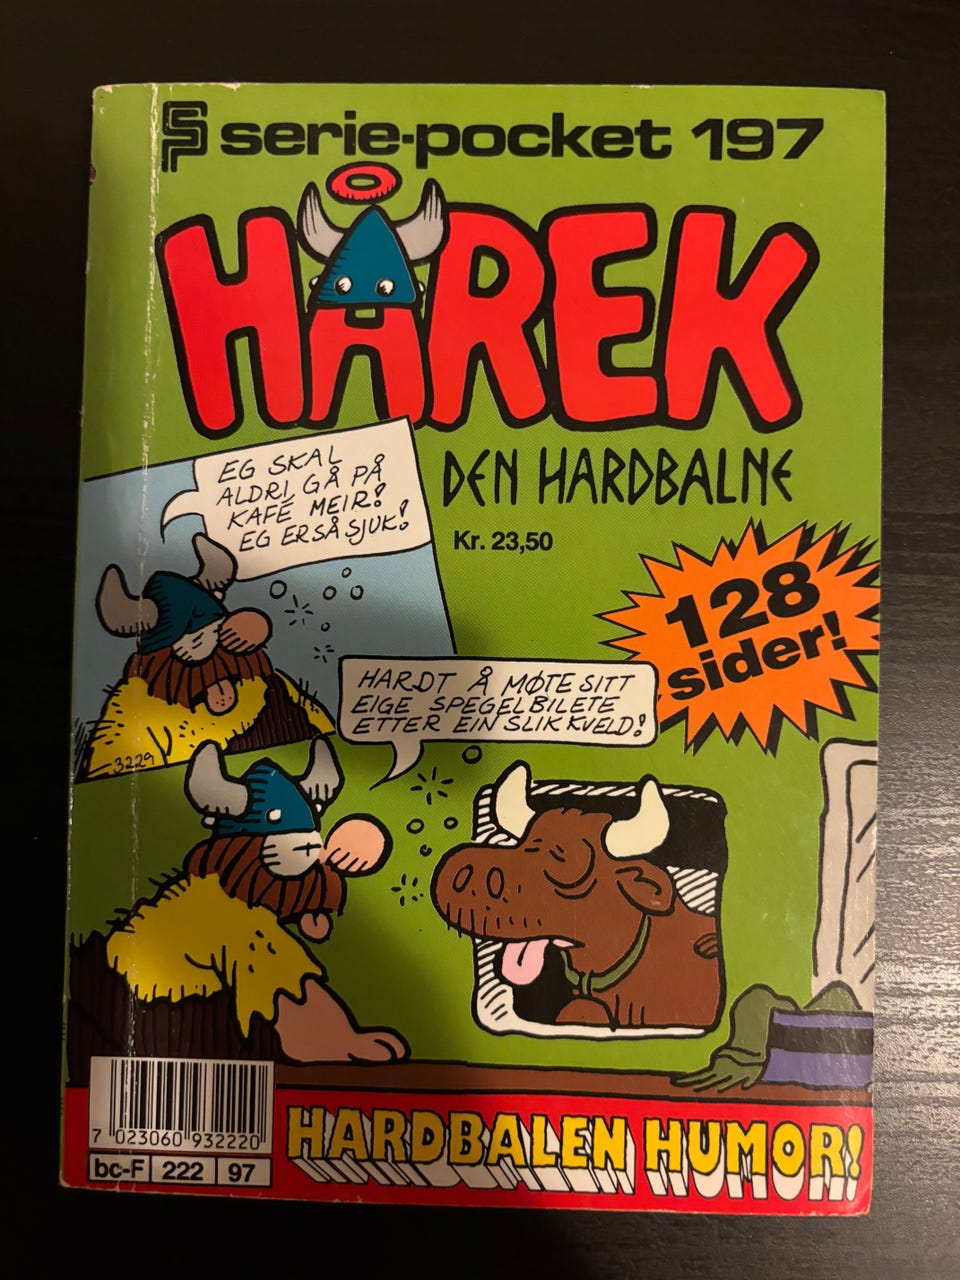 SP serie-pocket 197
HÅREK
DEN HARDBALNE
EG SKAL
ALDRI GÅ PÅ
KAFÉ MEIR!
EG ER SÅ SJUK!
Kr. 23,50
128
sider!
HARDT Å MØTE SITT
EIGE SPEGELBILETE
ETTER EIN SLIK KVELD!
3229
7 023060 932220
bc-F 222 97
HARDBALEN HUMOR!